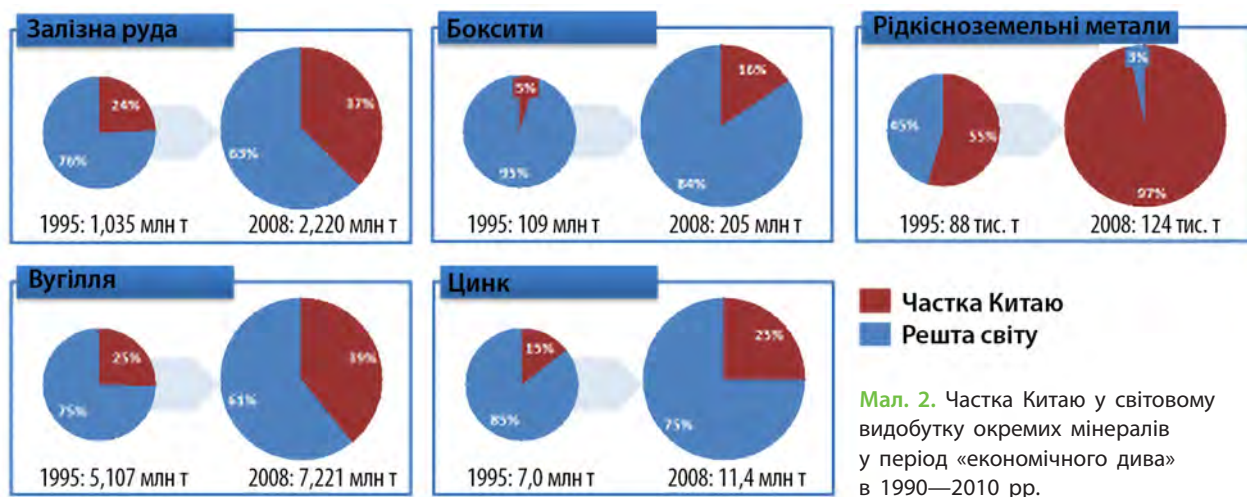 Залізна руда
24%
76%
37%
63%
1995: 1,035 млн т
2008: 2,220 млн т
Боксити
5%
95%
16%
84%
1995: 109 млн т
2008: 205 млн т
Рідкісноземельні метали
45%
55%
3%
97%
1995: 88 тис. т
2008: 124 тис. т
Вугілля
25%
75%
39%
61%
1995: 5,107 млн т
2008: 7,221 млн т
Цинк
15%
85%
25%
75%
1995: 7,0 млн т
2008: 11,4 млн т
Частка Китаю
Решта світу
Мал. 2. Частка Китаю у світовому
видобутку окремих мінералів
у період «економічного дива»
в 1990—2010 рр.